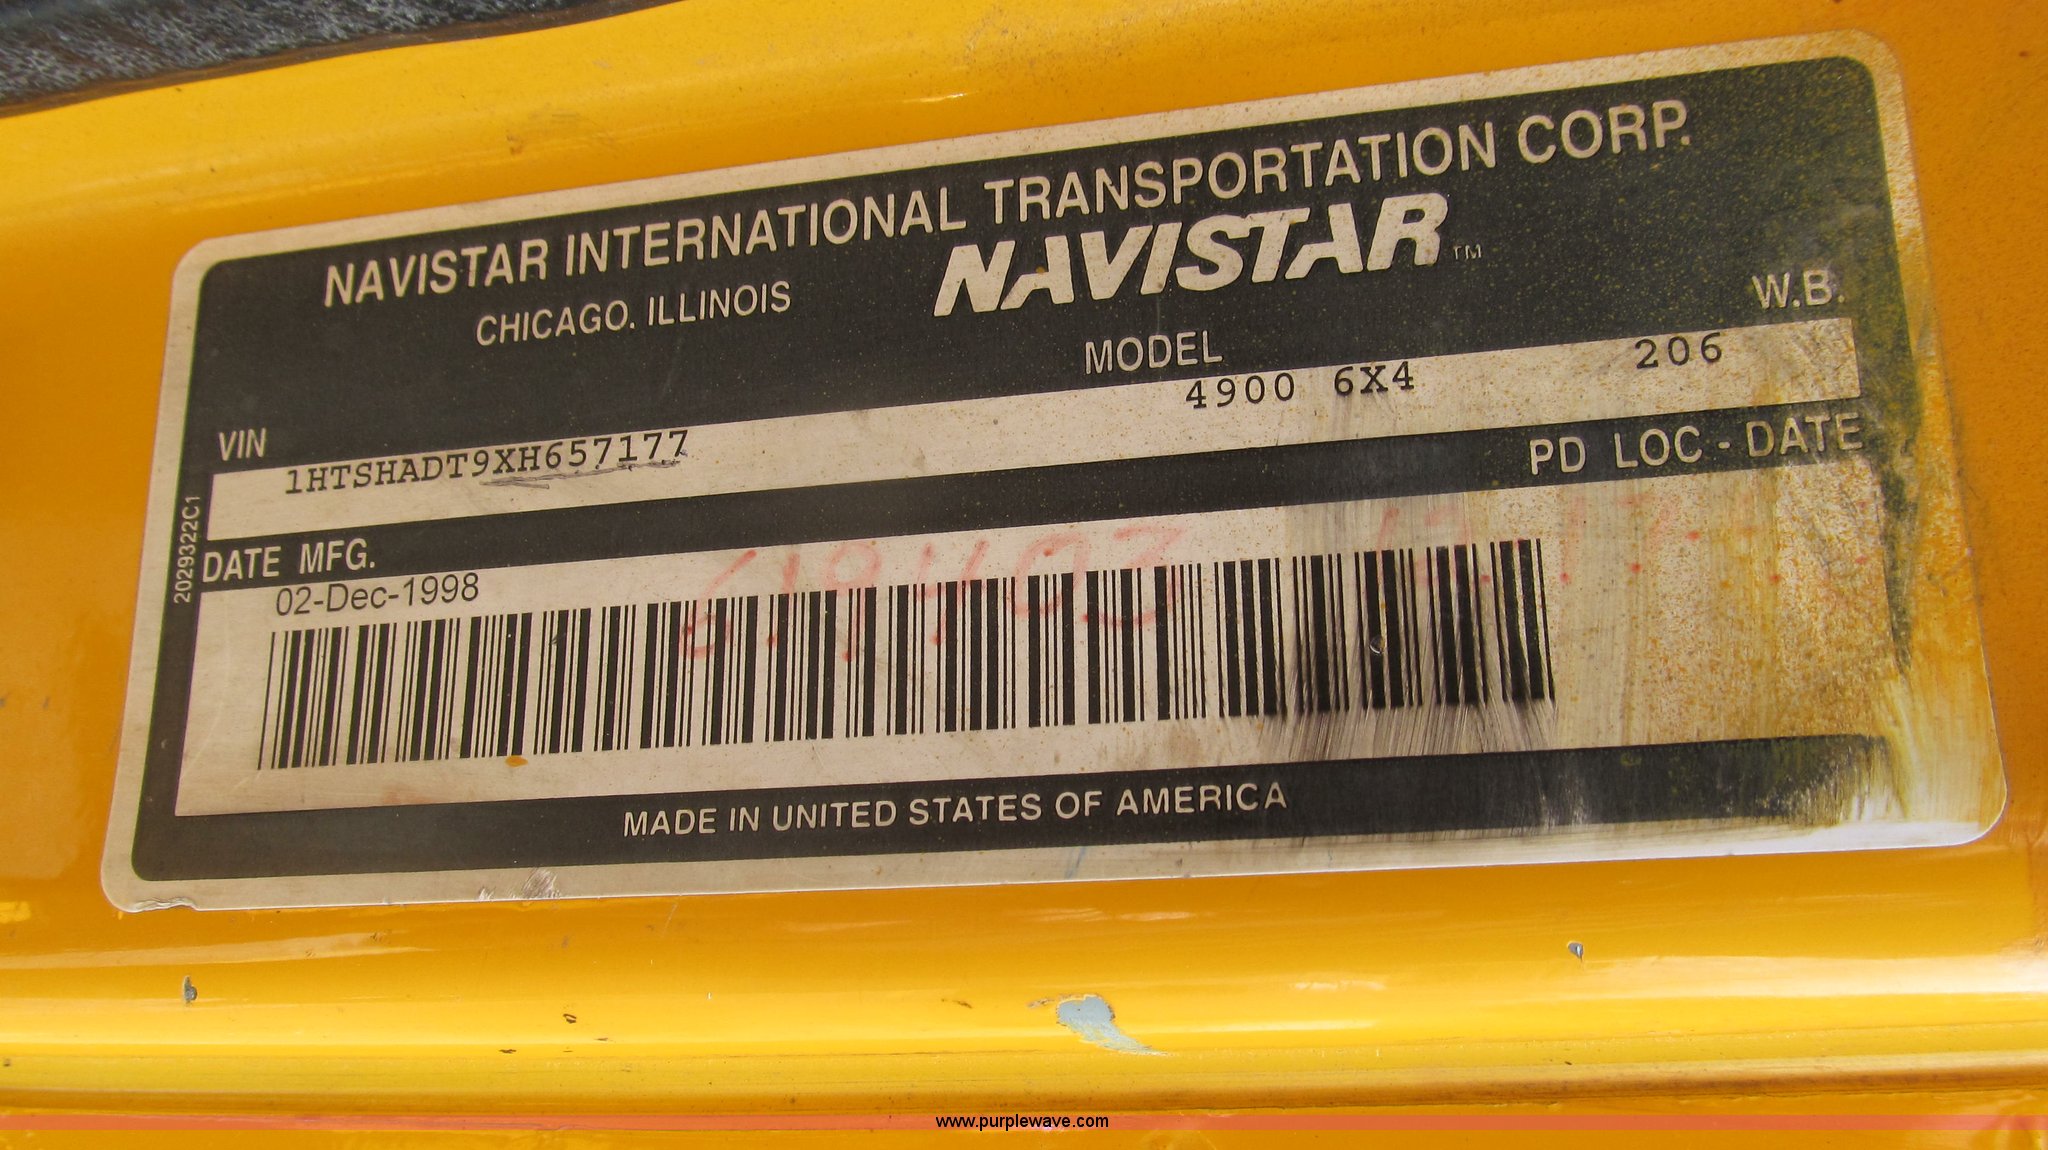 NAVISTAR INTERNATIONAL TRANSPORTATION CORP.
CHICAGO, ILLINOIS
NAVISTAR™
VIN
MODEL
W.B.
1HTSHADT9XH657177
4900 6X4
206
2029322C1
DATE MFG.
PD LOC - DATE
02-Dec-1998
MADE IN UNITED STATES OF AMERICA
www.purplewave.com